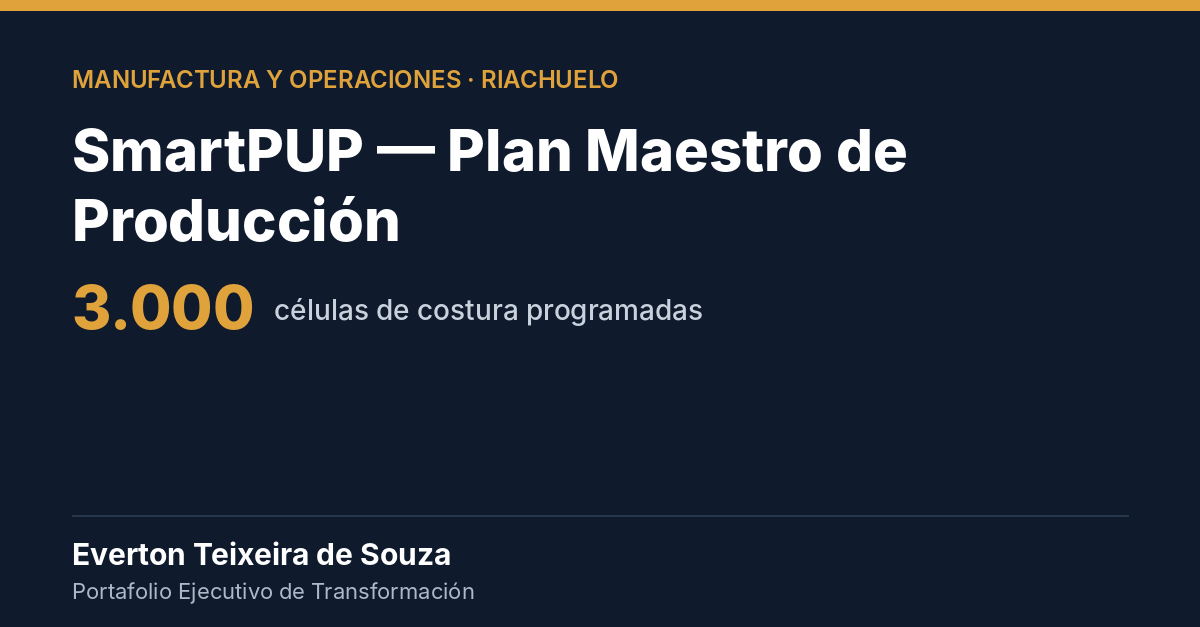 MANUFACTURA Y OPERACIONES · RIACHUELO
SmartPUP — Plan Maestro de
Producción
3.000 células de costura programadas
Everton Teixeira de Souza
Portafolio Ejecutivo de Transformación